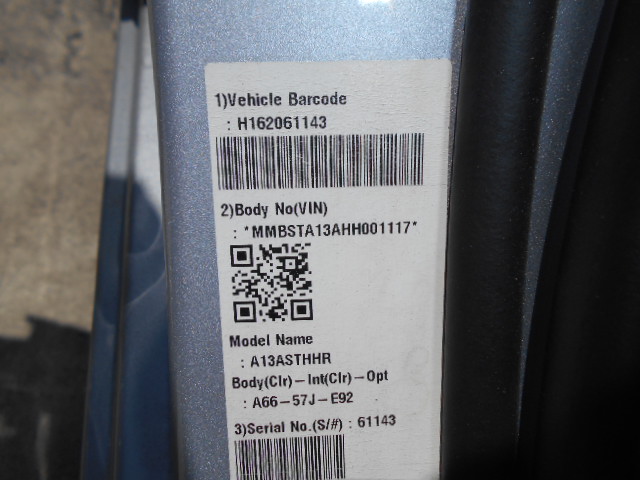 1)Vehicle Barcode
: H162061143
2)Body No(VIN)
: *MMBSTA13AHH001117*
Model Name
: A13ASTHHR
Body(Clr)-Int(Clr)-Opt
: A66-57J-E92
3)Serial No.(S/#) : 61143